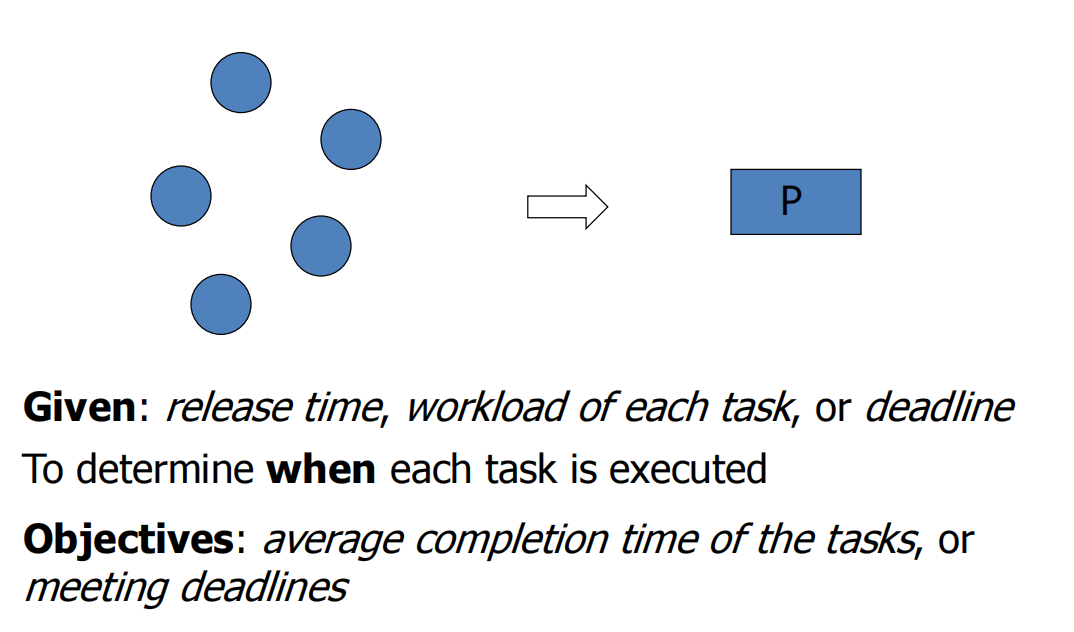 P
Given: release time, workload of each task, or deadline
To determine when each task is executed
Objectives: average completion time of the tasks, or
meeting deadlines